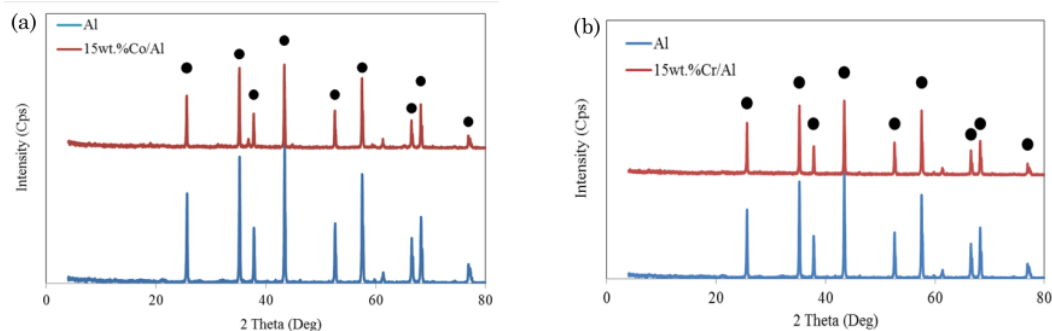 (a)
Al
15wt.%Co/Al
Intensity (Cps)
0 20 40 60 80
2 Theta (Deg)
(b)
Al
15wt.%Cr/Al
Intensity (Cps)
0 20 40 60 80
2 Theta (Deg)